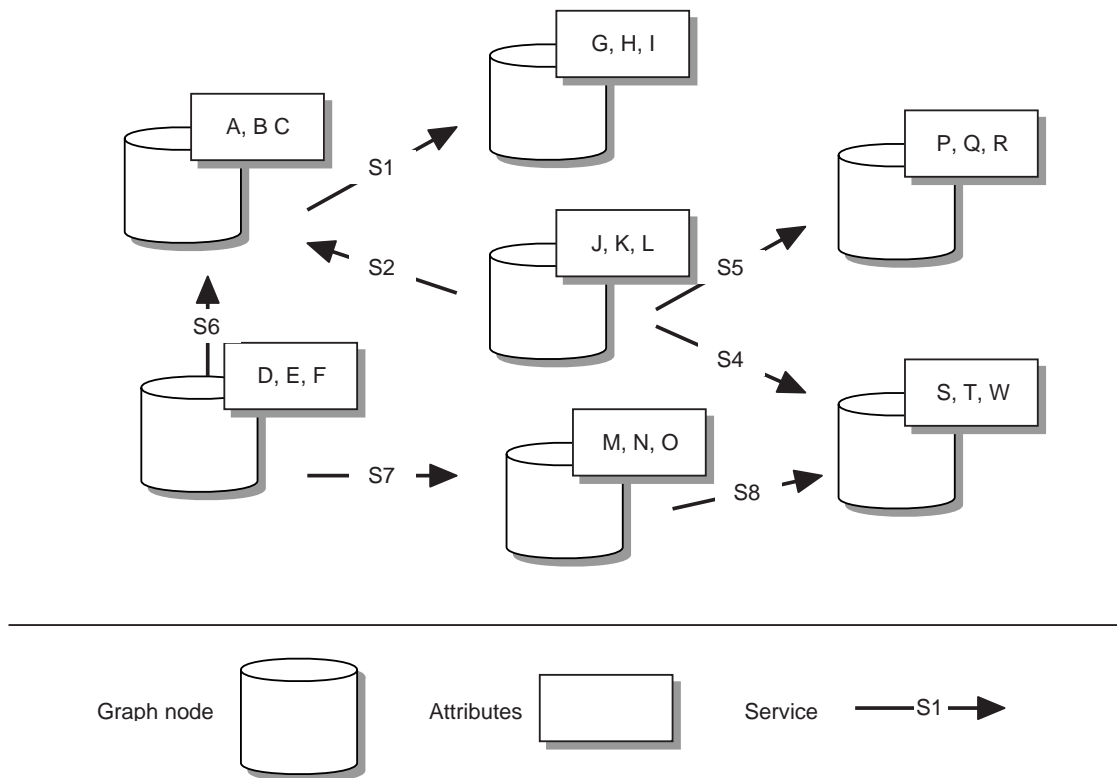 G, H, I
A, B C
P, Q, R
S1
J, K, L
S2
S5
S6
S4
D, E, F
S, T, W
M, N, O
S7
S8
Graph node
Attributes
Service
S1